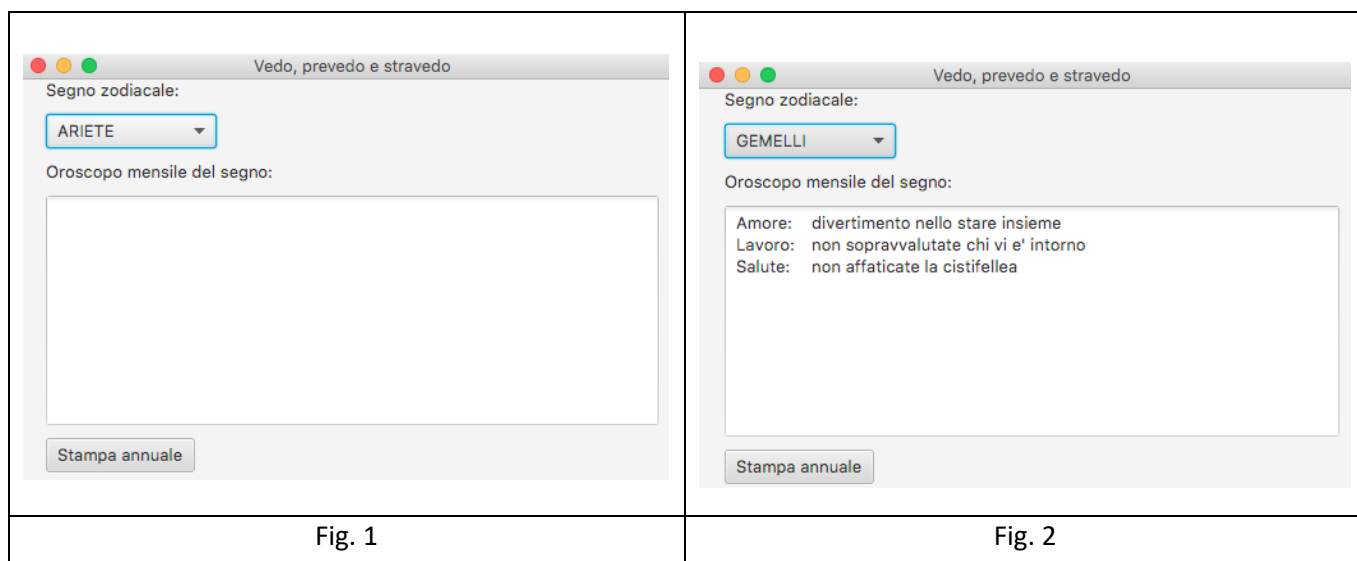 Vedo, prevedo e stravedo
Segno zodiacale:
ARIETE
Oroscopo mensile del segno:
Stampa annuale
Fig. 1
Vedo, prevedo e stravedo
Segno zodiacale:
GEMELLI
Oroscopo mensile del segno:
Amore: divertimento nello stare insieme
Lavoro: non sopravvalutate chi vi e' intorno
Salute: non affaticate la cistifellea
Stampa annuale
Fig. 2